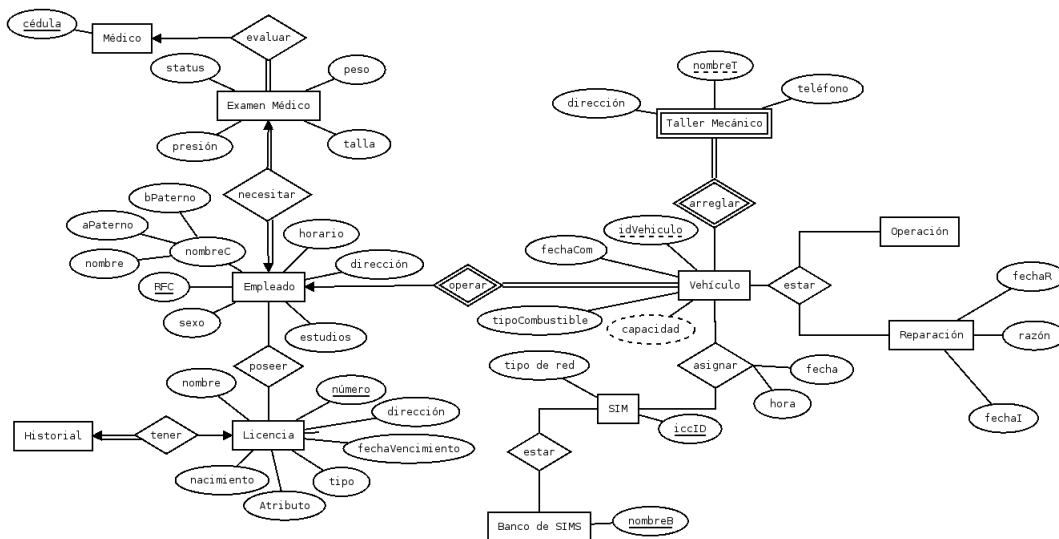 cédula
Médico
evaluar
status
peso
Examen Médico
presión
talla
necesitar
bPaterno
aPaterno
nombre
nombreC
horario
dirección
RFC
Empleado
sexo
estudios
poseer
nombre
número
dirección
Historial
tener
Licencia
fechaVencimiento
nacimiento
tipo
Atributo
nombreT
dirección
teléfono
Taller Mecánico
arreglar
idVehiculo
fechaCom
operar
Vehículo
tipoCombustible
capacidad
estar
Operación
fechaR
Reparación
razón
fechaI
asignar
fecha
hora
tipo de red
SIM
iccID
estar
Banco de SIMS
nombreB